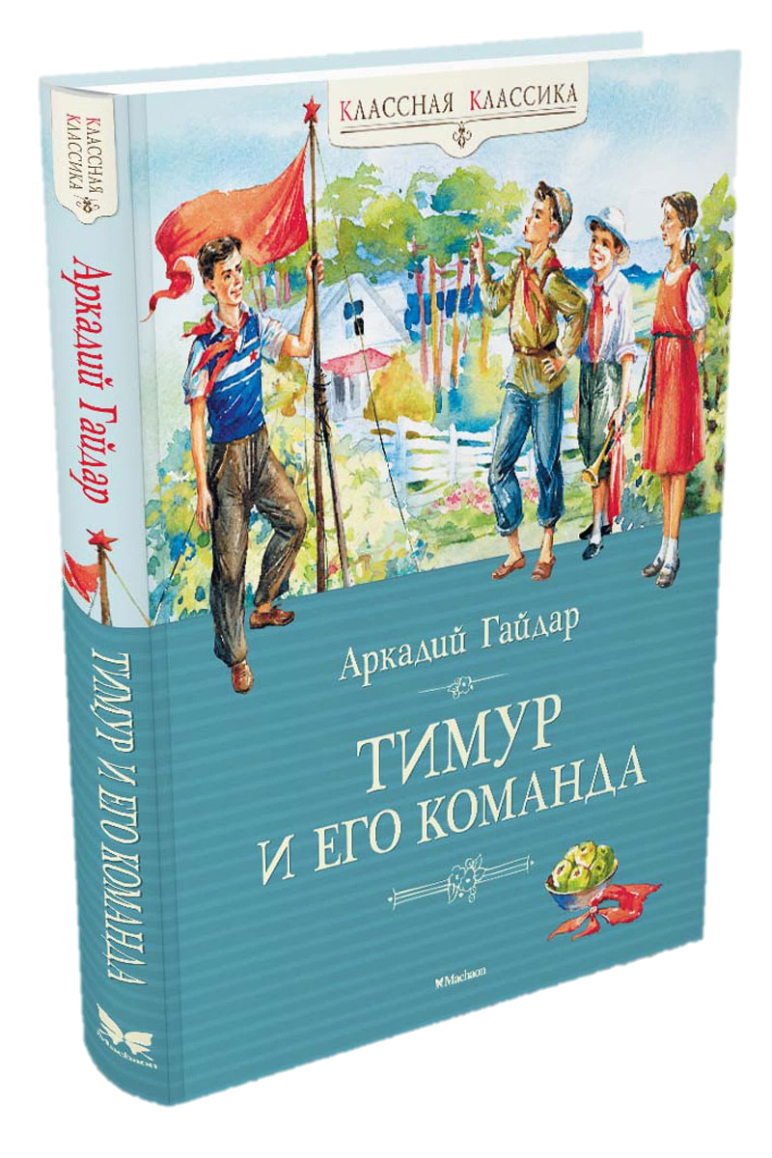 КЛАССНАЯ КЛАССИКА
Аркадий Гайдар
ТИМУР
И ЕГО КОМАНДА
Machaon
КЛАССНАЯ
КЛАССИКА
Аркадий Гайдар
ТИМУР И ЕГО КОМАНДА